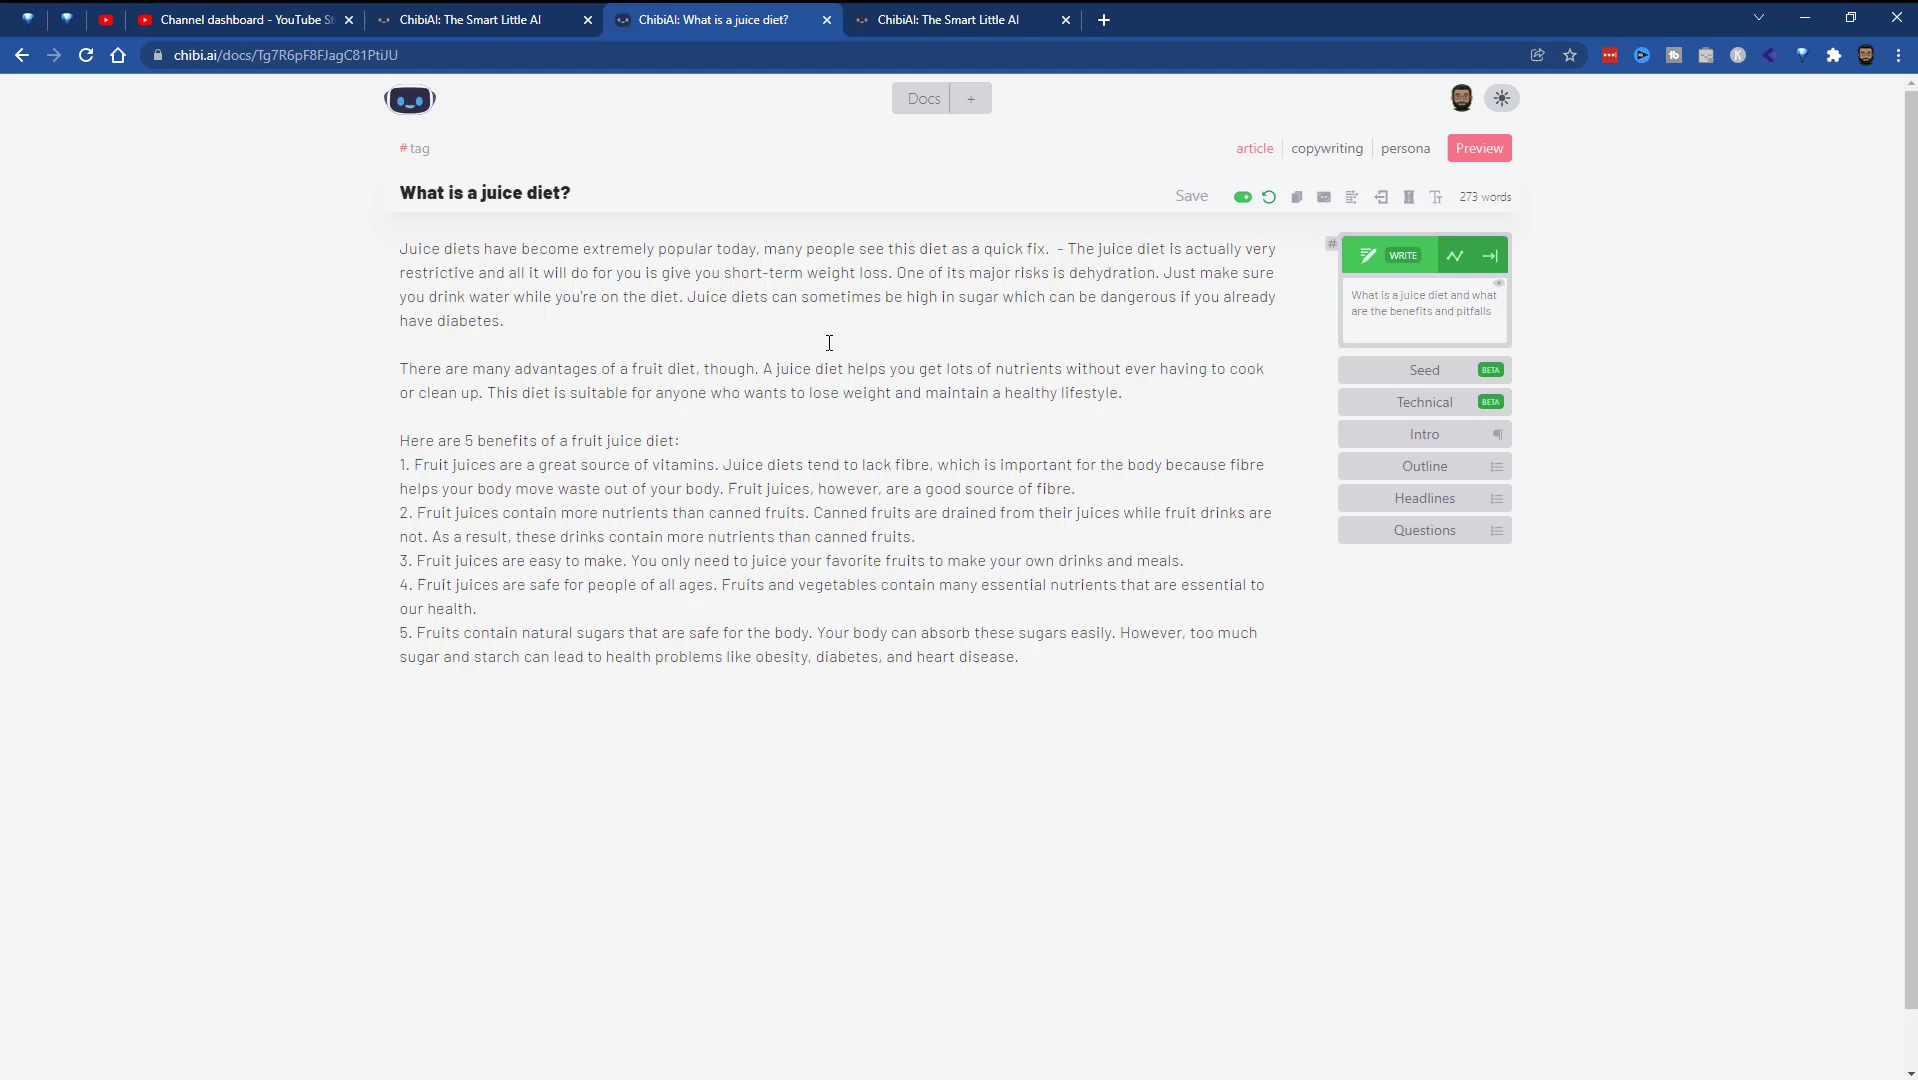 Channel dashboard - YouTube St
ChibiAI: The Smart Little AI
ChibiAI: What is a juice diet?
ChibiAI: The Smart Little AI
chibi.ai/docs/Tg7R6pF8FJagC81PtiJU
Docs +
#tag
article copywriting persona Preview
What is a juice diet?
Save
273 words
Juice diets have become extremely popular today, many people see this diet as a quick fix.  - The juice diet is actually very
restrictive and all it will do for you is give you short-term weight loss. One of its major risks is dehydration. Just make sure
you drink water while you're on the diet. Juice diets can sometimes be high in sugar which can be dangerous if you already
have diabetes.
There are many advantages of a fruit diet, though. A juice diet helps you get lots of nutrients without ever having to cook
or clean up. This diet is suitable for anyone who wants to lose weight and maintain a healthy lifestyle.
Here are 5 benefits of a fruit juice diet:
1. Fruit juices are a great source of vitamins. Juice diets tend to lack fibre, which is important for the body because fibre
helps your body move waste out of your body. Fruit juices, however, are a good source of fibre.
2. Fruit juices contain more nutrients than canned fruits. Canned fruits are drained from their juices while fruit drinks are
not. As a result, these drinks contain more nutrients than canned fruits.
3. Fruit juices are easy to make. You only need to juice your favorite fruits to make your own drinks and meals.
4. Fruit juices are safe for people of all ages. Fruits and vegetables contain many essential nutrients that are essential to
our health.
5. Fruits contain natural sugars that are safe for the body. Your body can absorb these sugars easily. However, too much
sugar and starch can lead to health problems like obesity, diabetes, and heart disease.
#
WRITE
What is a juice diet and what
are the benefits and pitfalls
Seed BETA
Technical BETA
Intro
Outline
Headlines
Questions